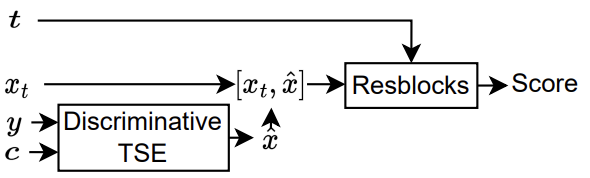 t
x_t [x_t, x̂] Resblocks Score
y Discriminative
c TSE x̂